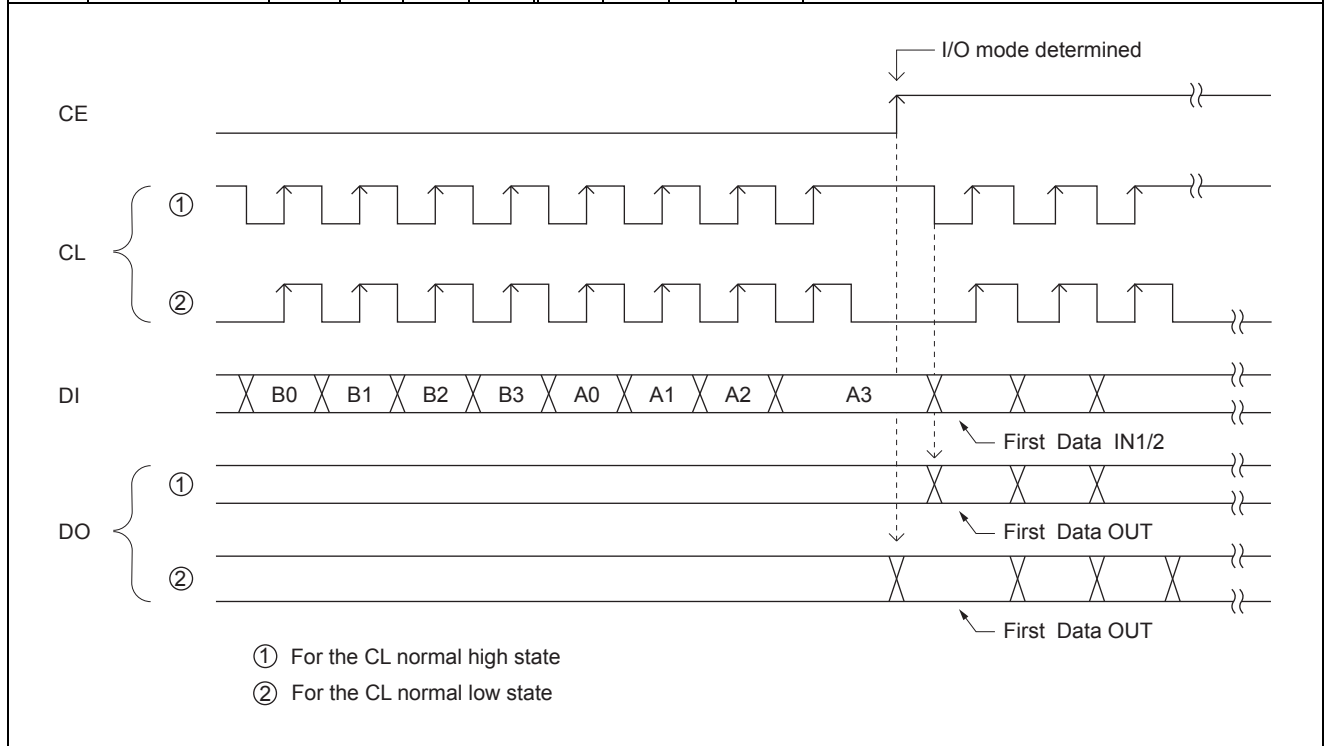 I/O mode determined
CE
CL
①
②
DI
B0 B1 B2 B3 A0 A1 A2 A3
First Data IN1/2
DO
①
First Data OUT
②
First Data OUT
① For the CL normal high state
② For the CL normal low state